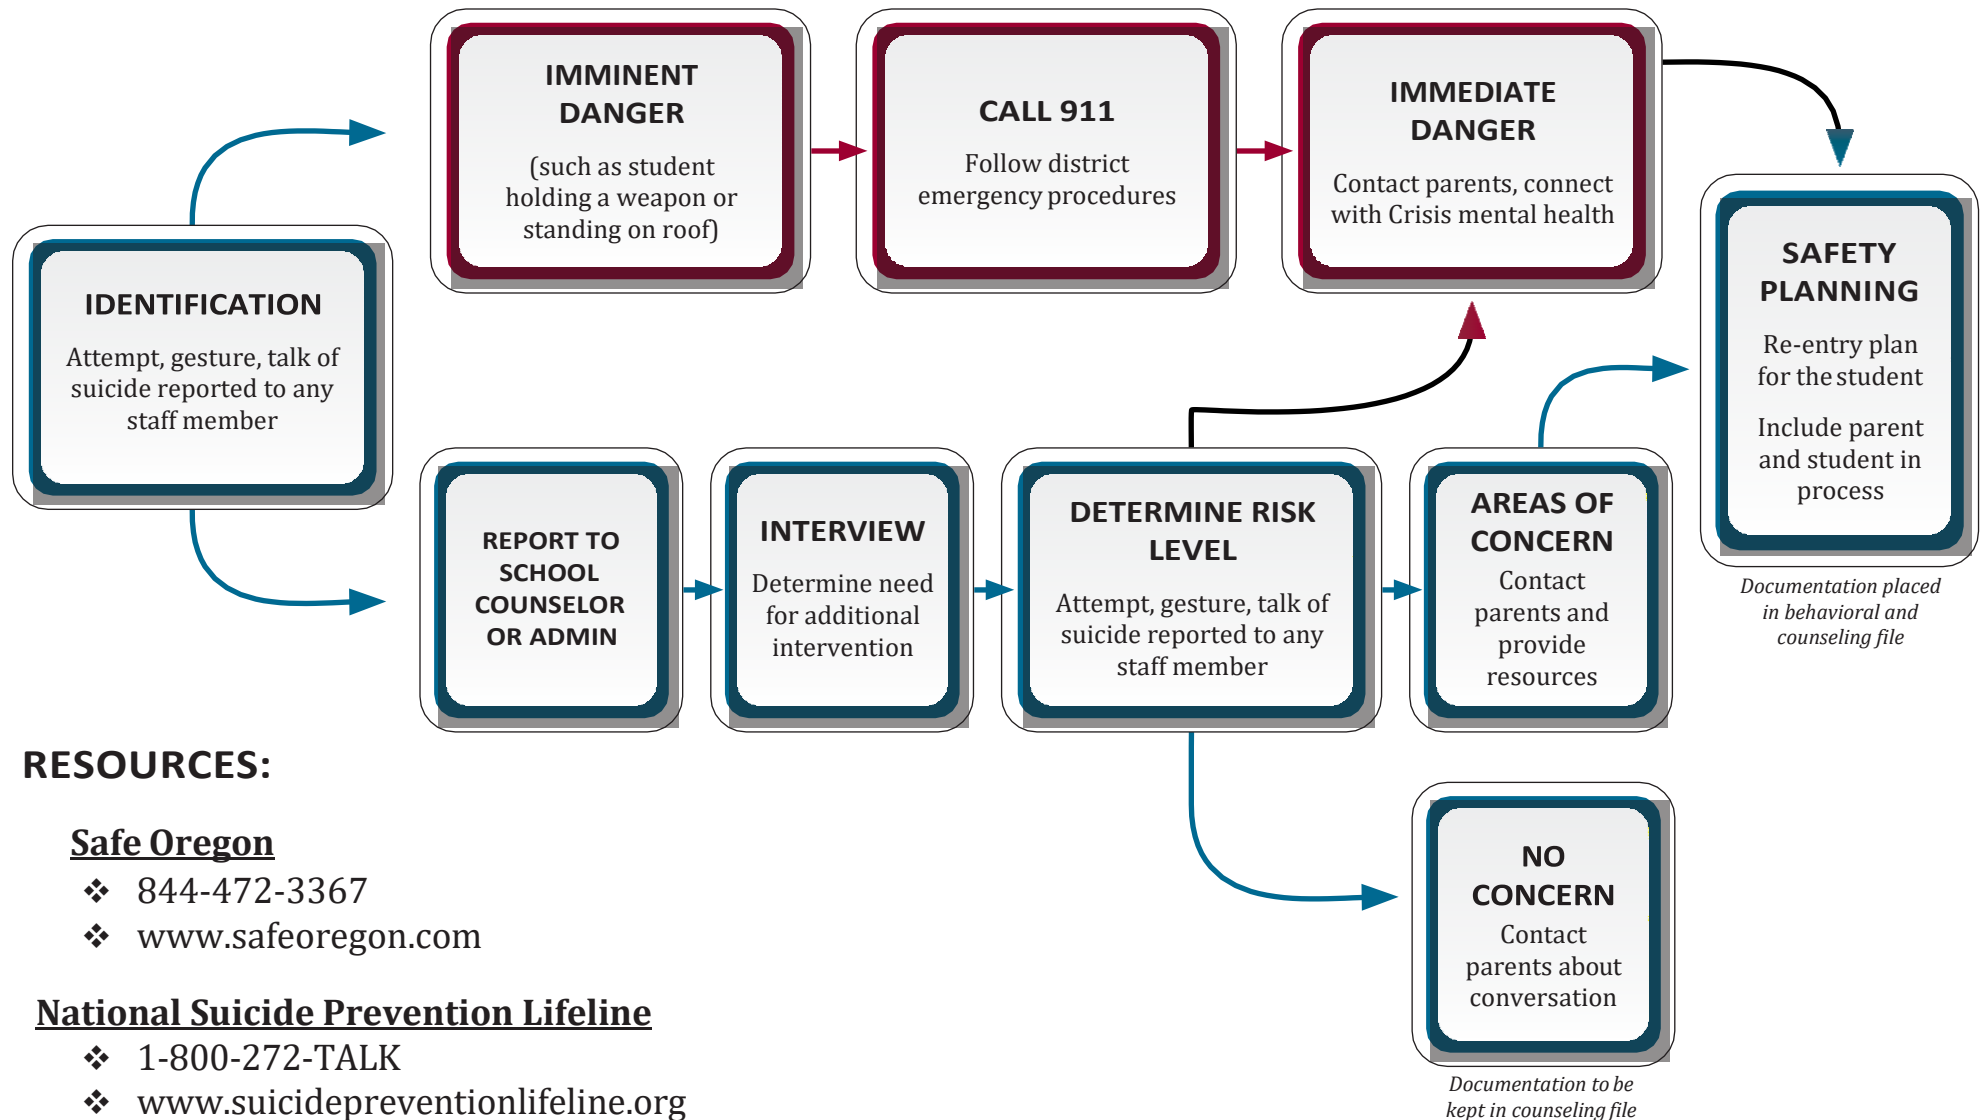 IMMINENT
DANGER
(such as student
holding a weapon or
standing on roof)
CALL 911
Follow district
emergency procedures
IMMEDIATE
DANGER
Contact parents, connect
with Crisis mental health
SAFETY
PLANNING
Re-entry plan
for the student
Include parent
and student in
process
Documentation placed
in behavioral and
counseling file
IDENTIFICATION
Attempt, gesture, talk of
suicide reported to any
staff member
REPORT TO
SCHOOL
COUNSELOR
OR ADMIN
INTERVIEW
Determine need
for additional
intervention
DETERMINE RISK
LEVEL
Attempt, gesture, talk of
suicide reported to any
staff member
AREAS OF
CONCERN
Contact
parents and
provide
resources
NO
CONCERN
Contact
parents about
conversation
Documentation to be
kept in counseling file
RESOURCES:
Safe Oregon
❖ 844-472-3367
❖ www.safeoregon.com
National Suicide Prevention Lifeline
❖ 1-800-272-TALK
❖ www.suicidepreventionlifeline.org